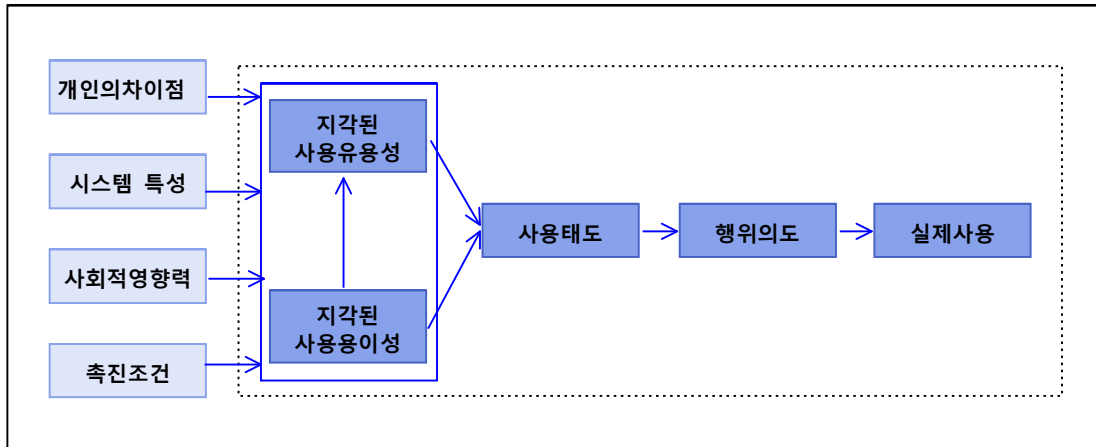 개인의차이점
시스템 특성
사회적영향력
촉진조건
지각된
사용유용성
지각된
사용용이성
사용태도
행위의도
실제사용